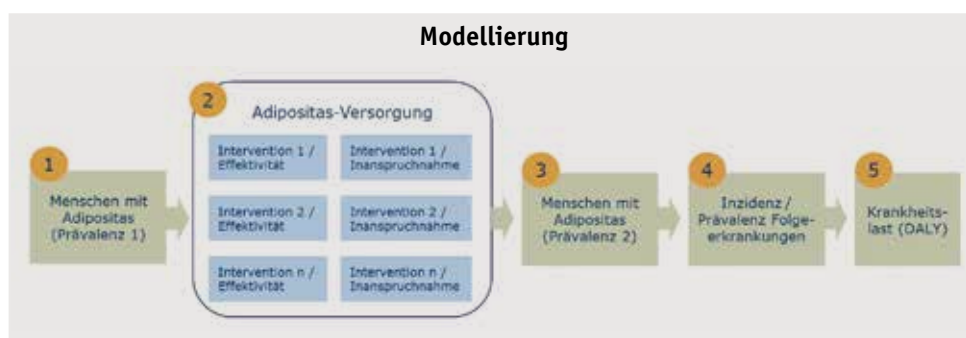 Modellierung
1
Menschen mit
Adipositas
(Prävalenz 1)
2
Adipositas-Versorgung
Intervention 1 /
Effektivität
Intervention 1 /
Inanspruchnahme
Intervention 2 /
Effektivität
Intervention 2 /
Inanspruchnahme
Intervention n /
Effektivität
Intervention n /
Inanspruchnahme
3
Menschen mit
Adipositas
(Prävalenz 2)
4
Inzidenz /
Prävalenz Folge-
erkrankungen
5
Krankheits-
last (DALY)